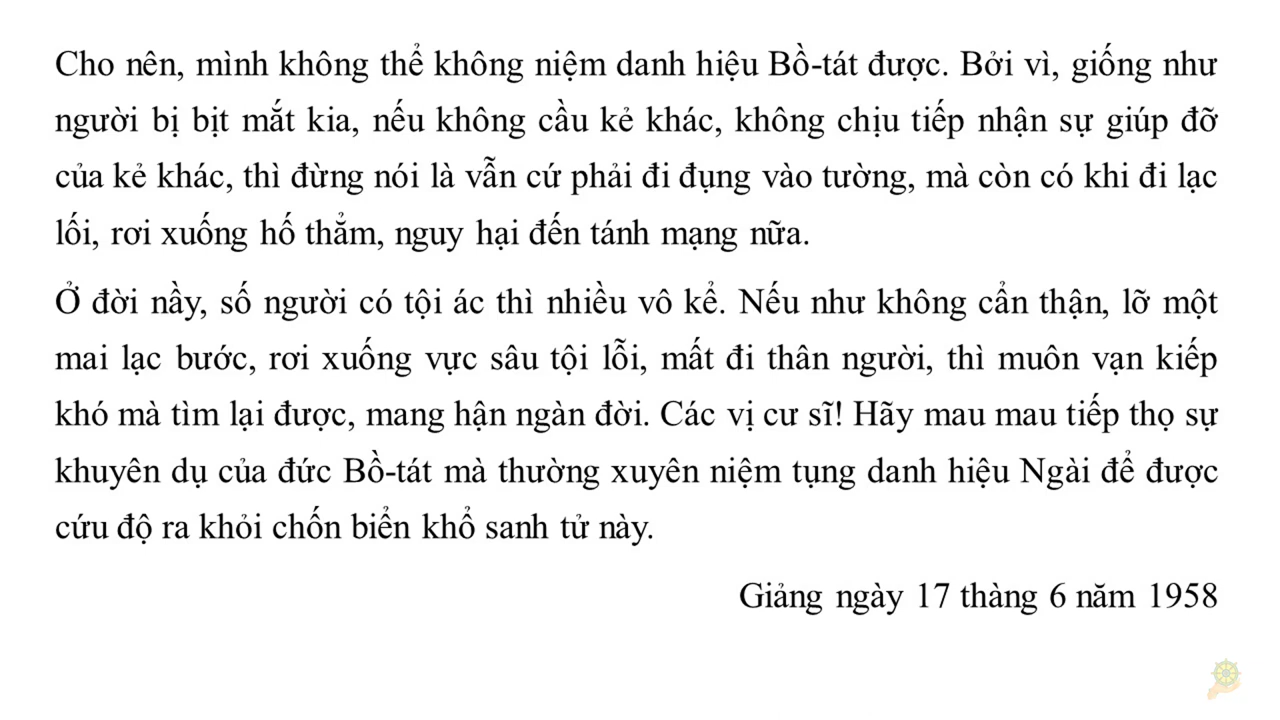 Cho nên, mình không thể không niệm danh hiệu Bồ-tát được. Bởi vì, giống như
người bị bịt mắt kia, nếu không cầu kẻ khác, không chịu tiếp nhận sự giúp đỡ
của kẻ khác, thì đừng nói là vẫn cứ phải đi đụng vào tường, mà còn có khi đi lạc
lối, rơi xuống hố thẳm, nguy hại đến tánh mạng nữa.
Ở đời nầy, số người có tội ác thì nhiều vô kể. Nếu như không cẩn thận, lỡ một
mai lạc bước, rơi xuống vực sâu tội lỗi, mất đi thân người, thì muôn vạn kiếp
khó mà tìm lại được, mang hận ngàn đời. Các vị cư sĩ! Hãy mau mau tiếp thọ sự
khuyên dụ của đức Bồ-tát mà thường xuyên niệm tụng danh hiệu Ngài để được
cứu độ ra khỏi chốn biển khổ sanh tử này.
Giảng ngày 17 thàng 6 năm 1958